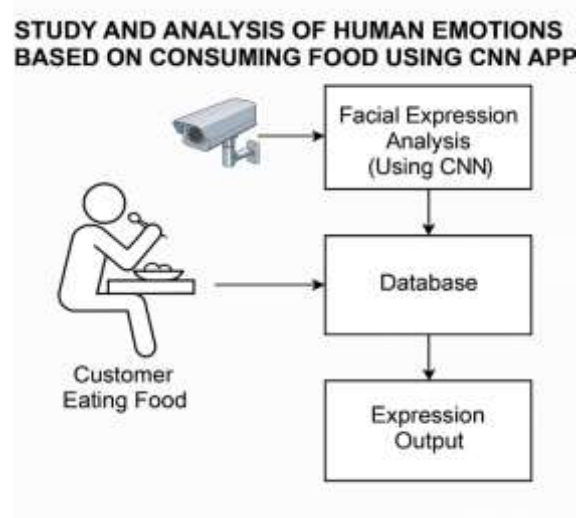 STUDY AND ANALYSIS OF HUMAN EMOTIONS
BASED ON CONSUMING FOOD USING CNN APP
Facial Expression
Analysis
(Using CNN)
Database
Customer
Eating Food
Expression
Output